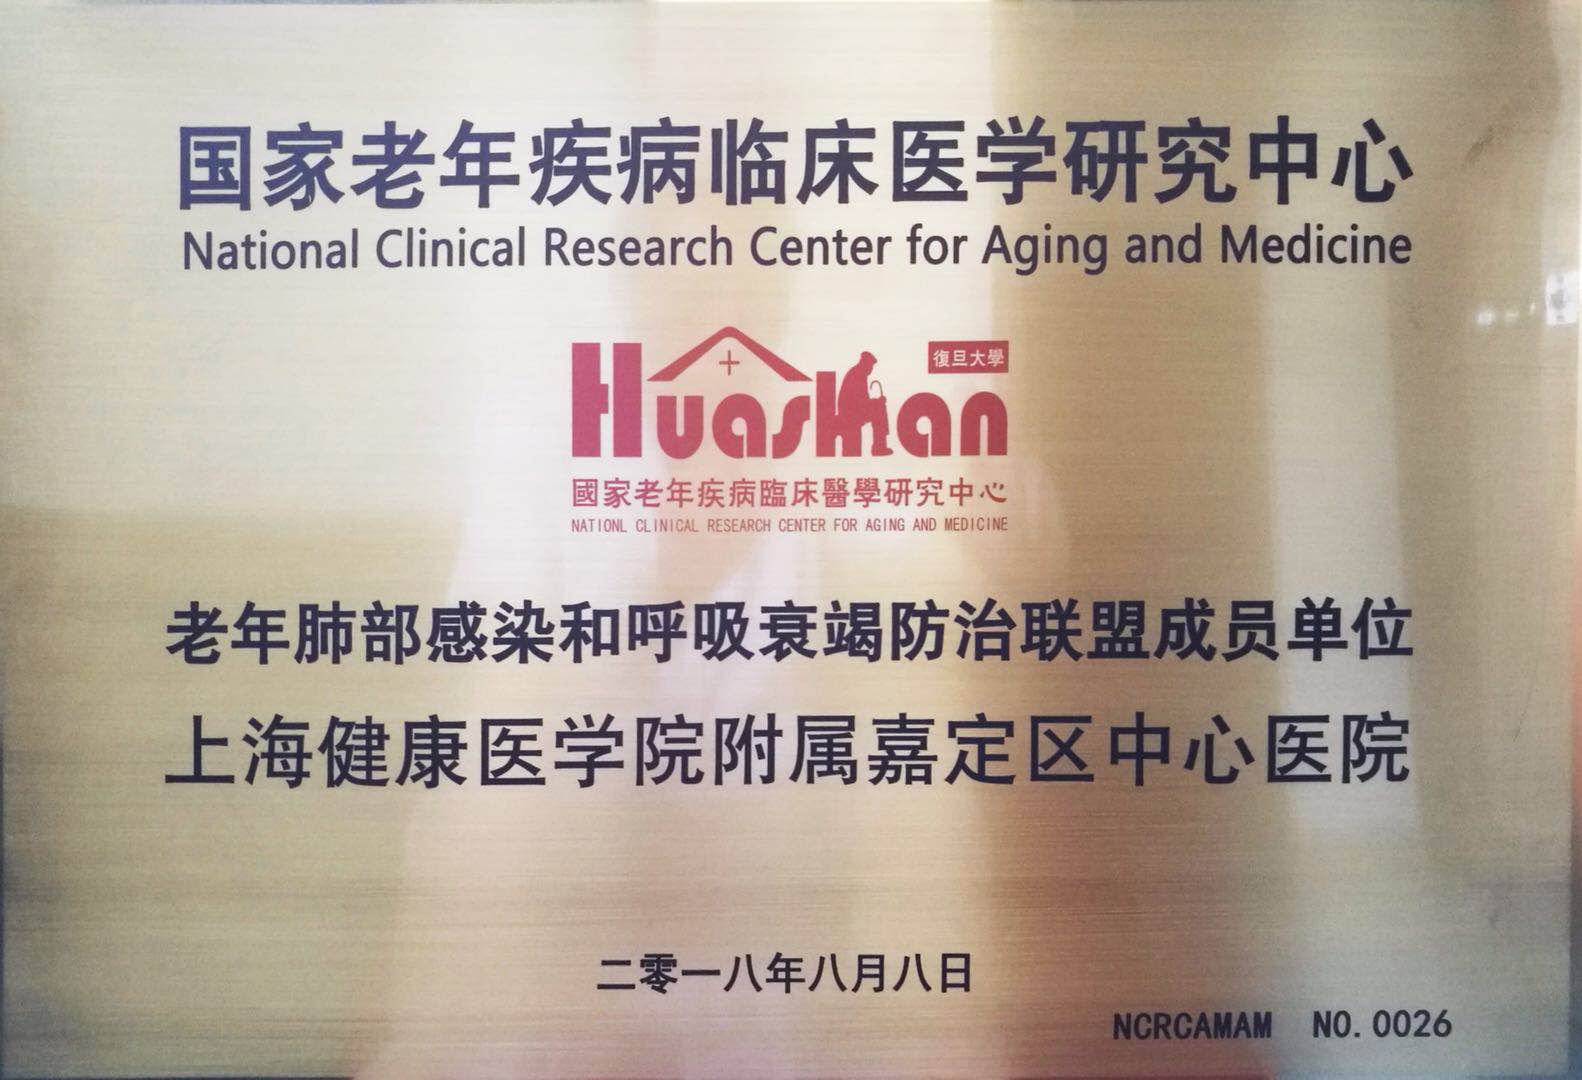 国家老年疾病临床医学研究中心
National Clinical Research Center for Aging and Medicine
復旦大學
Huashan
國家老年疾病臨床醫學研究中心
NATIONL CLINICAL RESEARCH CENTER FOR AGING AND MEDICINE
老年肺部感染和呼吸衰竭防治联盟成员单位
上海健康医学院附属嘉定区中心医院
二零一八年八月八日
NCRCAMAM NO.0026